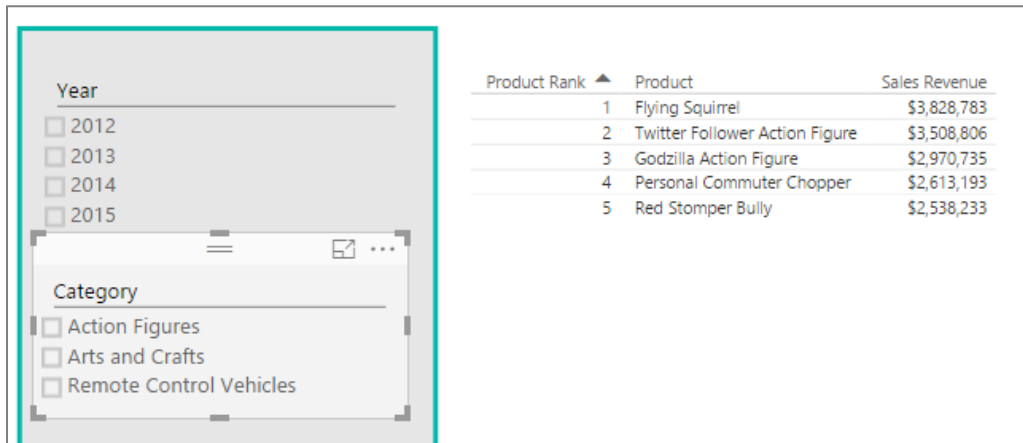 Year
2012
2013
2014
2015
Category
Action Figures
Arts and Crafts
Remote Control Vehicles
Product Rank Product Sales Revenue
1 Flying Squirrel $3,828,783
2 Twitter Follower Action Figure $3,508,806
3 Godzilla Action Figure $2,970,735
4 Personal Commuter Chopper $2,613,193
5 Red Stomper Bully $2,538,233